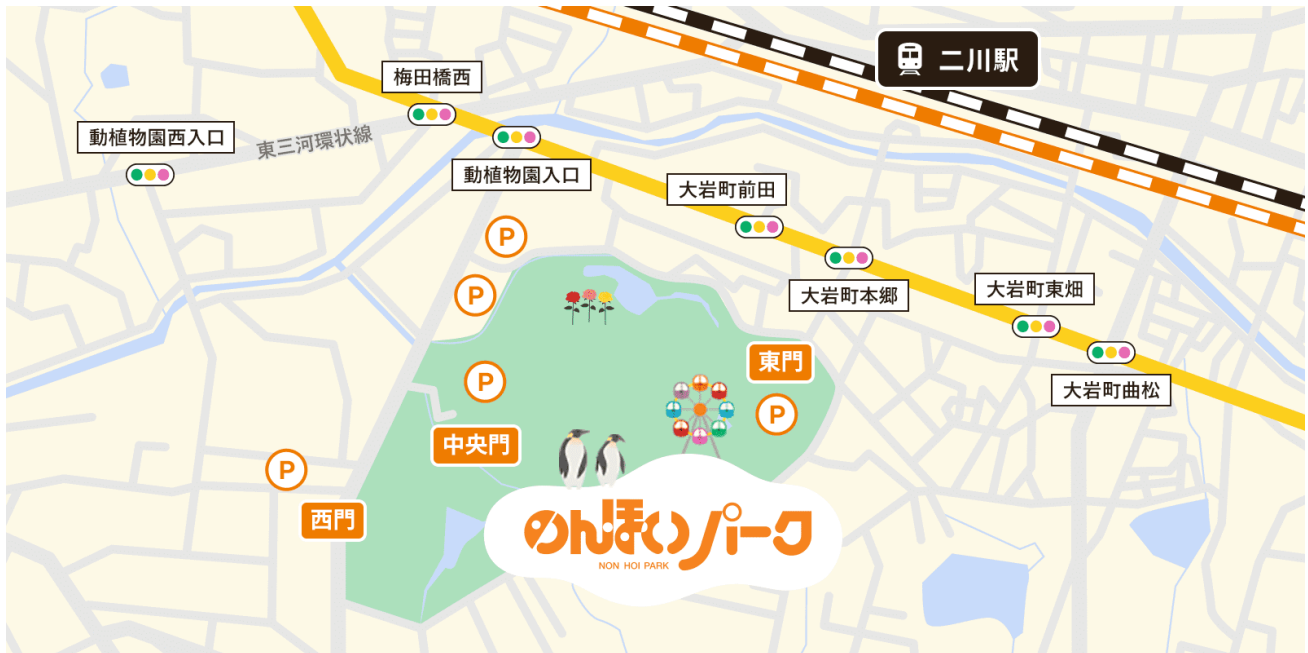 二川駅
梅田橋西
動植物園西入口
東三河環状線
動植物園入口
大岩町前田
大岩町本郷
大岩町東畑
大岩町曲松
P
P
東門
P
P
中央門
P
西門
のんほいパーク
NON HOI PARK